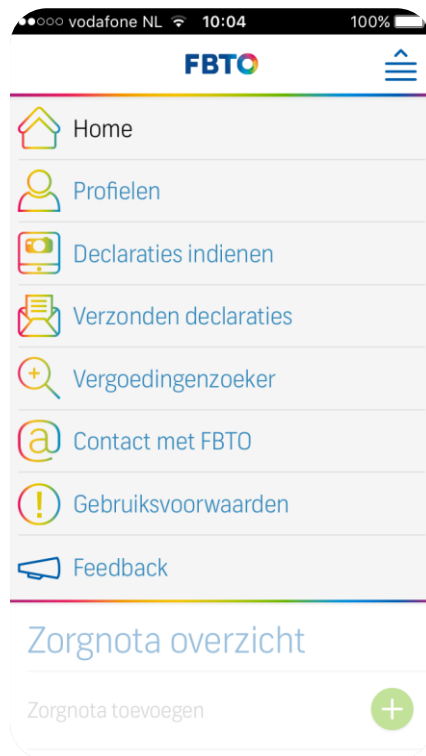 vodafone NL 10:04 100%
FBTO
Home
Profielen
Declaraties indienen
Verzonden declaraties
Vergoedingenzoeker
Contact met FBTO
Gebruiksvoorwaarden
Feedback
Zorgnota overzicht
Zorgnota toevoegen